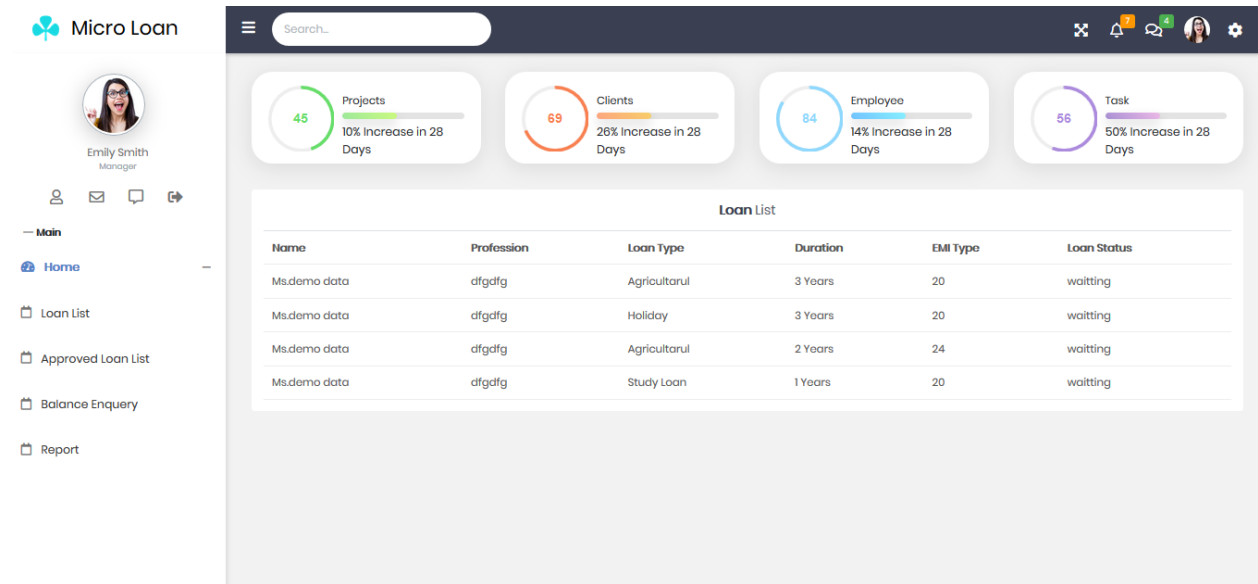 Micro Loan
Search...
7
4
Emily Smith
Manager
Main
Home
Loan List
Approved Loan List
Balance Enquery
Report
45
Projects
10% Increase in 28
Days
69
Clients
26% Increase in 28
Days
84
Employee
14% Increase in 28
Days
56
Task
50% Increase in 28
Days
Loan List
Name Profession Loan Type Duration EMI Type Loan Status
Ms.demo data dfgdfg Agricultarul 3 Years 20 waitting
Ms.demo data dfgdfg Holiday 3 Years 20 waitting
Ms.demo data dfgdfg Agricultarul 2 Years 24 waitting
Ms.demo data dfgdfg Study Loan 1 Years 20 waitting